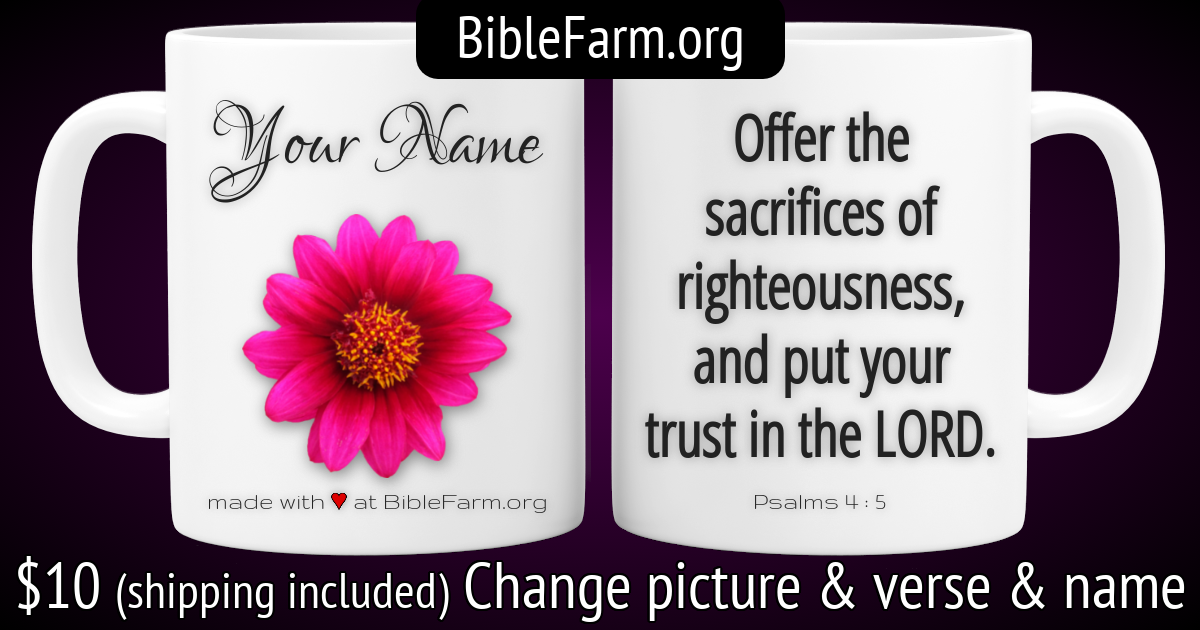 BibleFarm.org
Your Name
made with ♥ at BibleFarm.org
Offer the
sacrifices of
righteousness,
and put your
trust in the LORD.
Psalms 4 : 5
$10 (shipping included) Change picture & verse & name